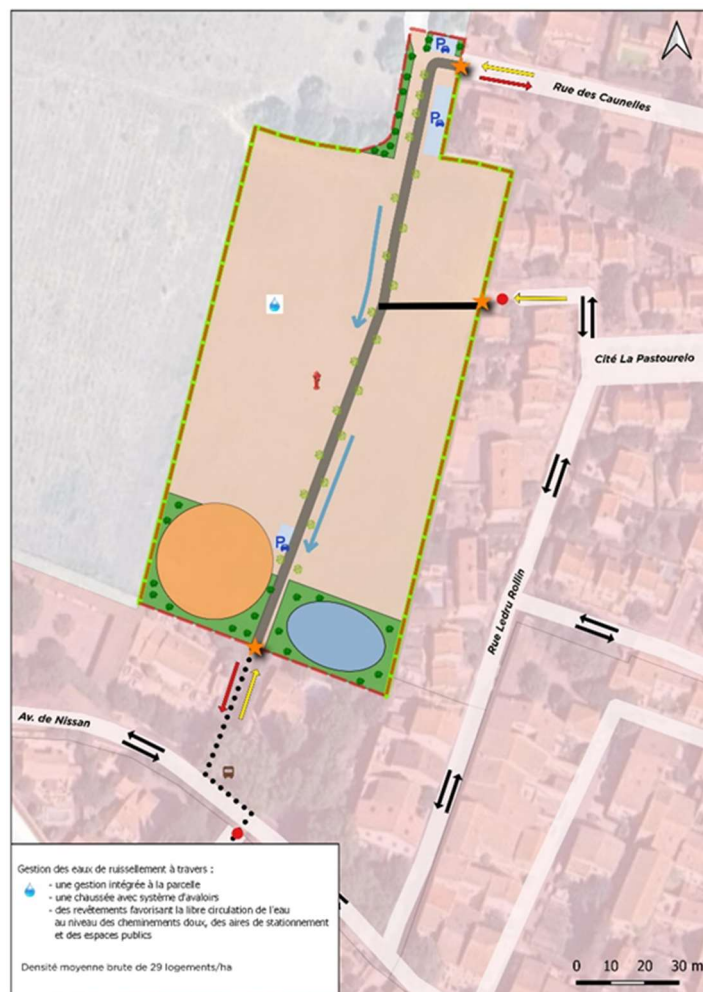 P
Rue des Caunelles
P
Cité La Pastourelo
P
Rue Ledru Rollin
Av. de Nissan
Gestion des eaux de ruissellement à travers :
- une gestion intégrée à la parcelle
- une chaussée avec système d'avaloirs
- des revêtements favorisant la libre circulation de l'eau
au niveau des cheminements doux, des aires de stationnement
et des espaces publics
Densité moyenne brute de 29 logements/ha
0 10 20 30 m